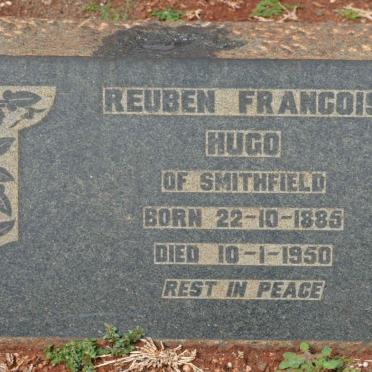 REUBEN FRANCOIS
HUGO
OF SMITHFIELD
BORN 22-10-1885
DIED 10-1-1950
REST IN PEACE